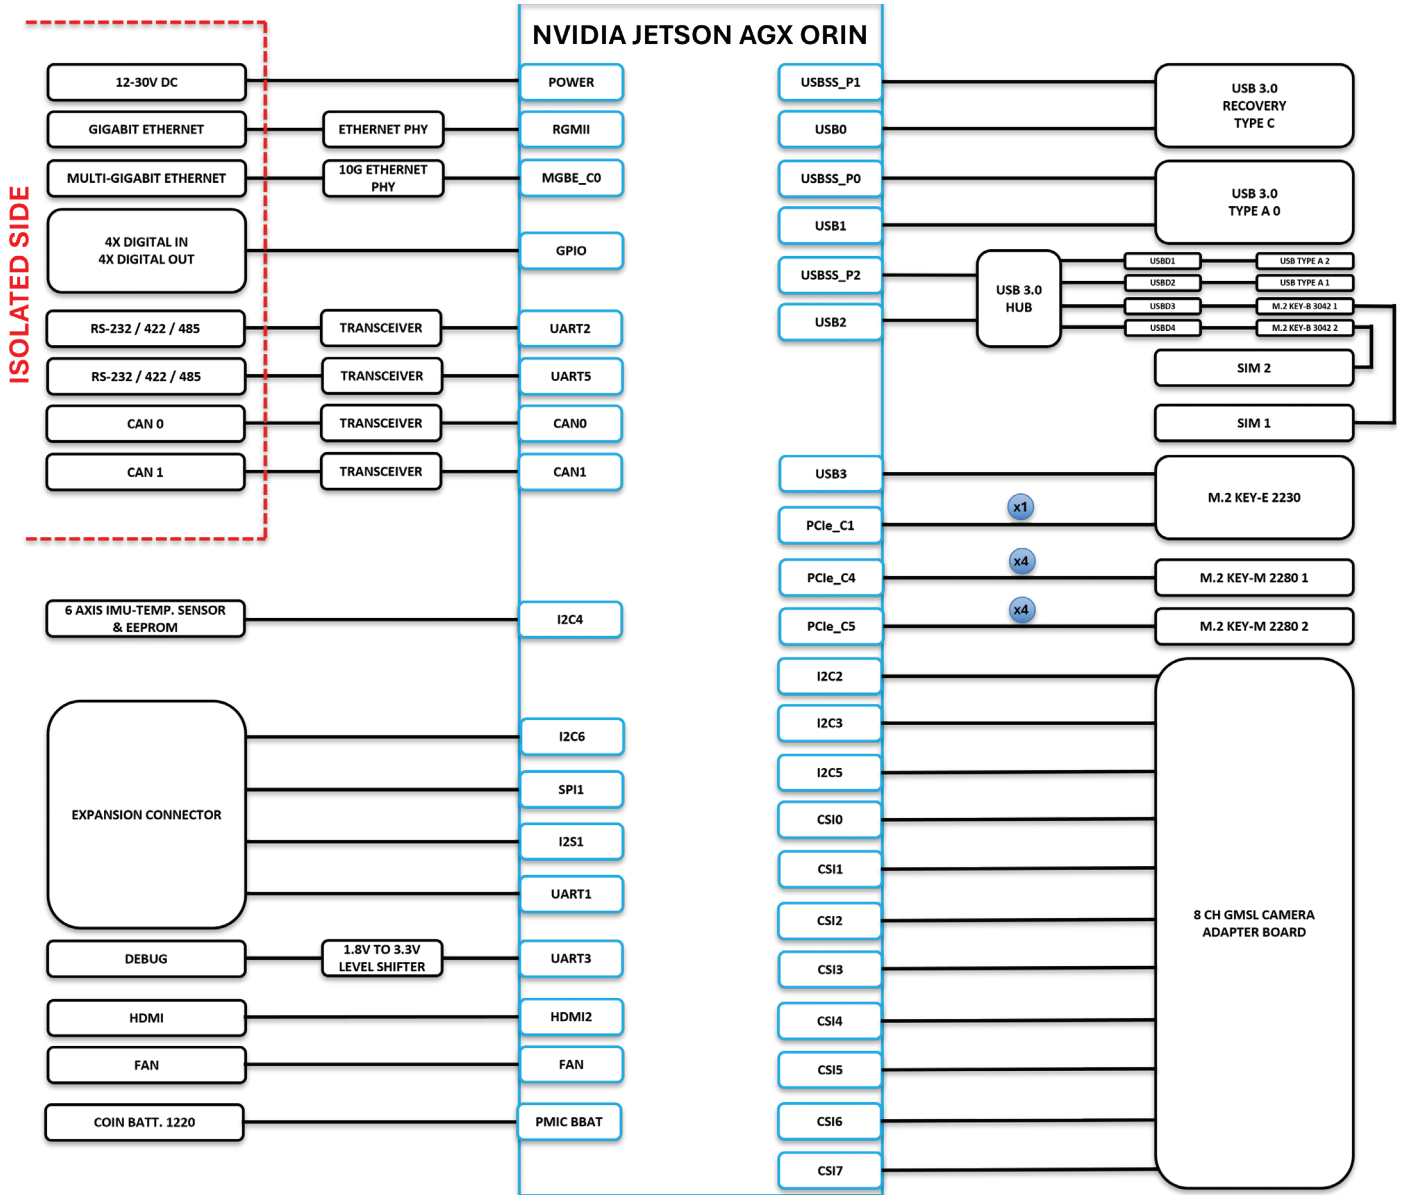 NVIDIA JETSON AGX ORIN
ISOLATED SIDE
12-30V DC
POWER
GIGABIT ETHERNET
ETHERNET PHY
RGMII
MULTI-GIGABIT ETHERNET
10G ETHERNET
PHY
MGBE_C0
4X DIGITAL IN
4X DIGITAL OUT
GPIO
RS-232 / 422 / 485
TRANSCEIVER
UART2
RS-232 / 422 / 485
TRANSCEIVER
UART5
CAN 0
TRANSCEIVER
CAN0
CAN 1
TRANSCEIVER
CAN1
6 AXIS IMU-TEMP. SENSOR
& EEPROM
I2C4
EXPANSION CONNECTOR
I2C6
SPI1
I2S1
UART1
DEBUG
1.8V TO 3.3V
LEVEL SHIFTER
UART3
HDMI
HDMI2
FAN
FAN
COIN BATT. 1220
PMIC BBAT
USBSS_P1
USB0
USB 3.0
RECOVERY
TYPE C
USBSS_P0
USB1
USB 3.0
TYPE A 0
USBSS_P2
USB2
USB 3.0
HUB
USBD1
USB TYPE A 2
USBD2
USB TYPE A 1
USBD3
M.2 KEY-B 3042 1
USBD4
M.2 KEY-B 3042 2
SIM 2
SIM 1
USB3
PCIe_C1
x1
M.2 KEY-E 2230
PCIe_C4
x4
M.2 KEY-M 2280 1
PCIe_C5
x4
M.2 KEY-M 2280 2
I2C2
I2C3
I2C5
CSI0
CSI1
CSI2
CSI3
CSI4
CSI5
CSI6
CSI7
8 CH GMSL CAMERA
ADAPTER BOARD